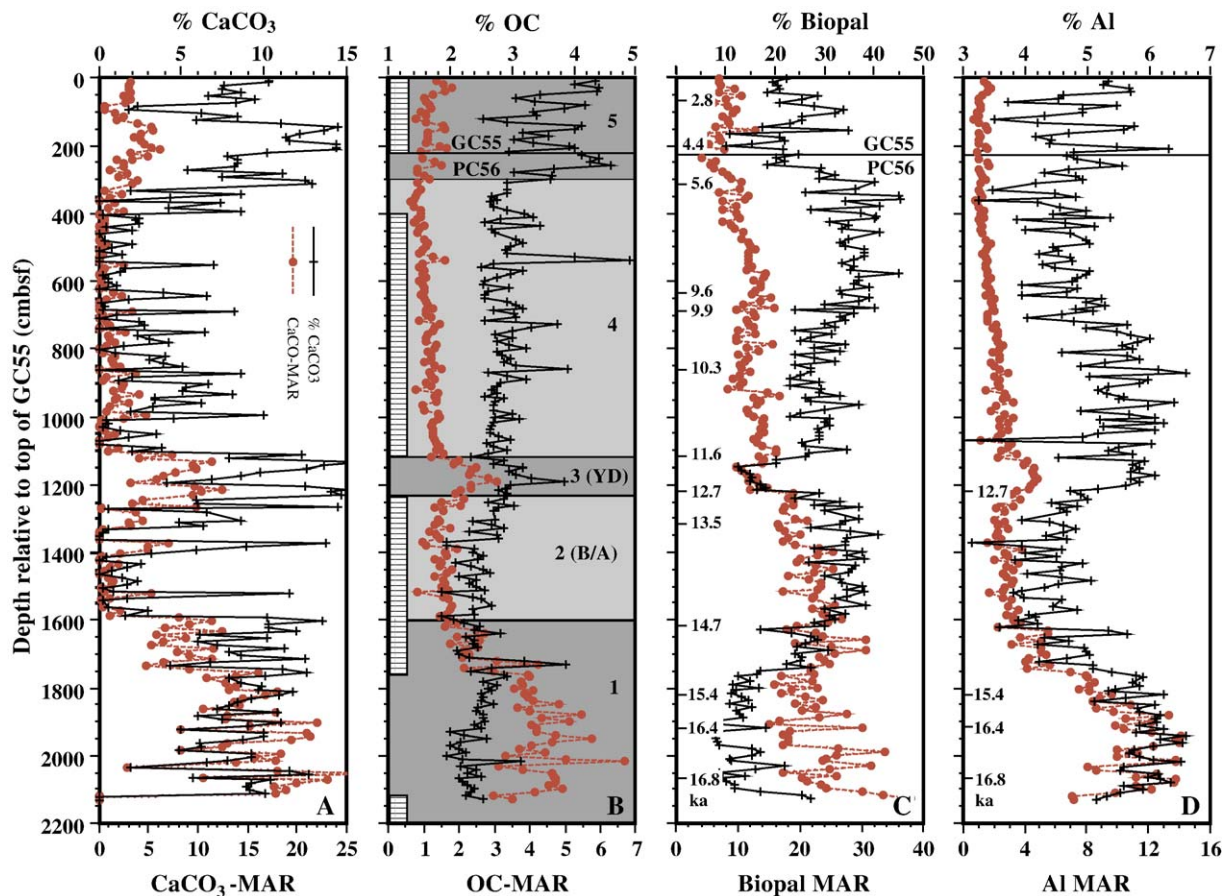 % CaCO3
% OC
% Biopal
% Al
0 5 10 15
1 2 3 4 5
0 10 20 30 40 50
3 4 5 6 7
Depth relative to top of GC55 (cmbsf)
0
200
400
600
800
1000
1200
1400
1600
1800
2000
2200
% CaCO3
CaCO-MAR
A
5
GC55
PC56
4
3 (YD)
2 (B/A)
1
B
2.8
4.4
GC55
PC56
5.6
9.6
9.9
10.3
11.6
12.7
13.5
14.7
15.4
16.4
16.8
ka
C
12.7
15.4
16.4
16.8
ka
D
0 5 10 15 20 25
0 1 2 3 4 5 6 7
0 10 20 30 40
0 4 8 12 16
CaCO3-MAR
OC-MAR
Biopal MAR
Al MAR